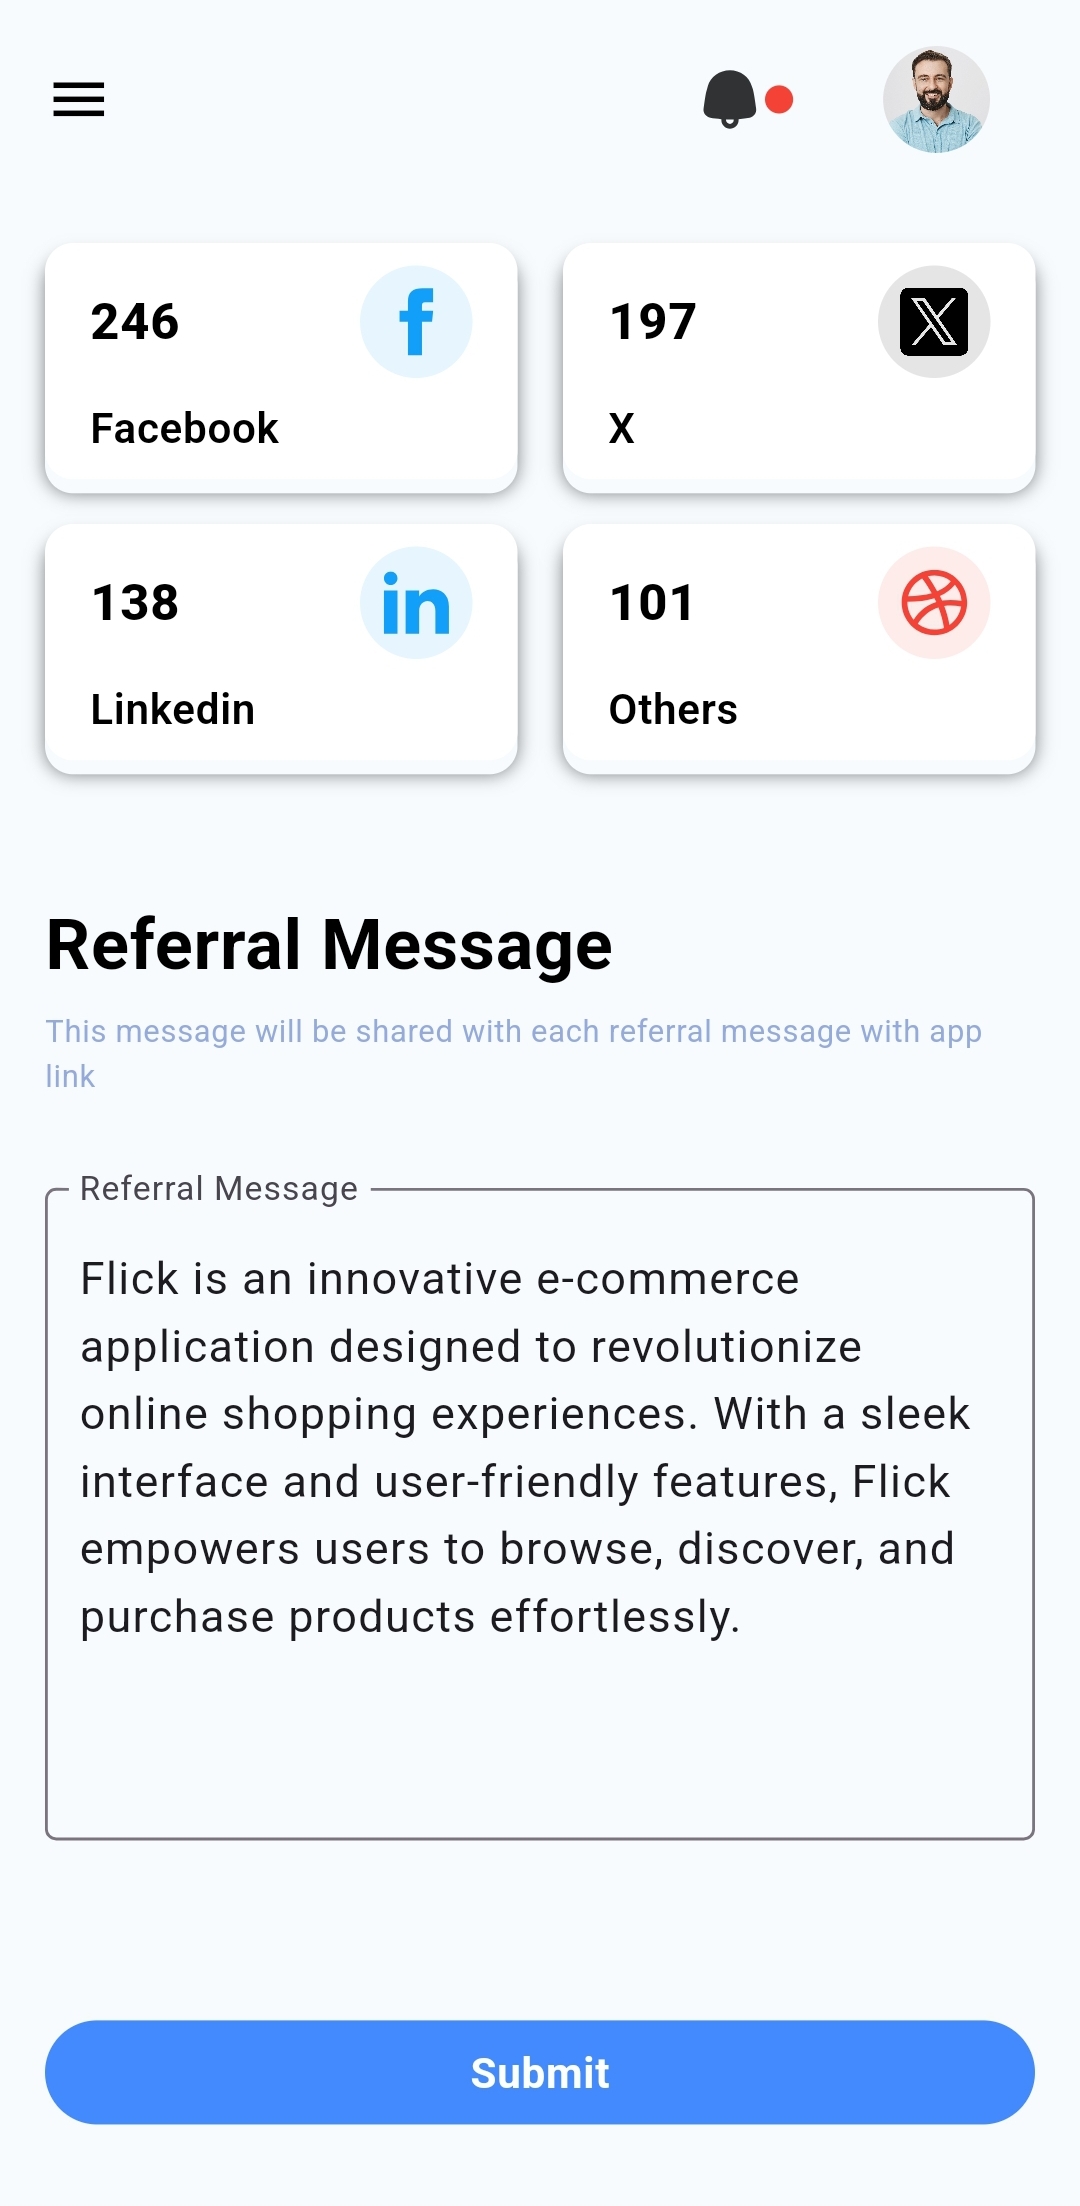 246
Facebook
197
X
138
Linkedin
101
Others
Referral Message
This message will be shared with each referral message with app
link
Referral Message
Flick is an innovative e-commerce
application designed to revolutionize
online shopping experiences. With a sleek
interface and user-friendly features, Flick
empowers users to browse, discover, and
purchase products effortlessly.
Submit